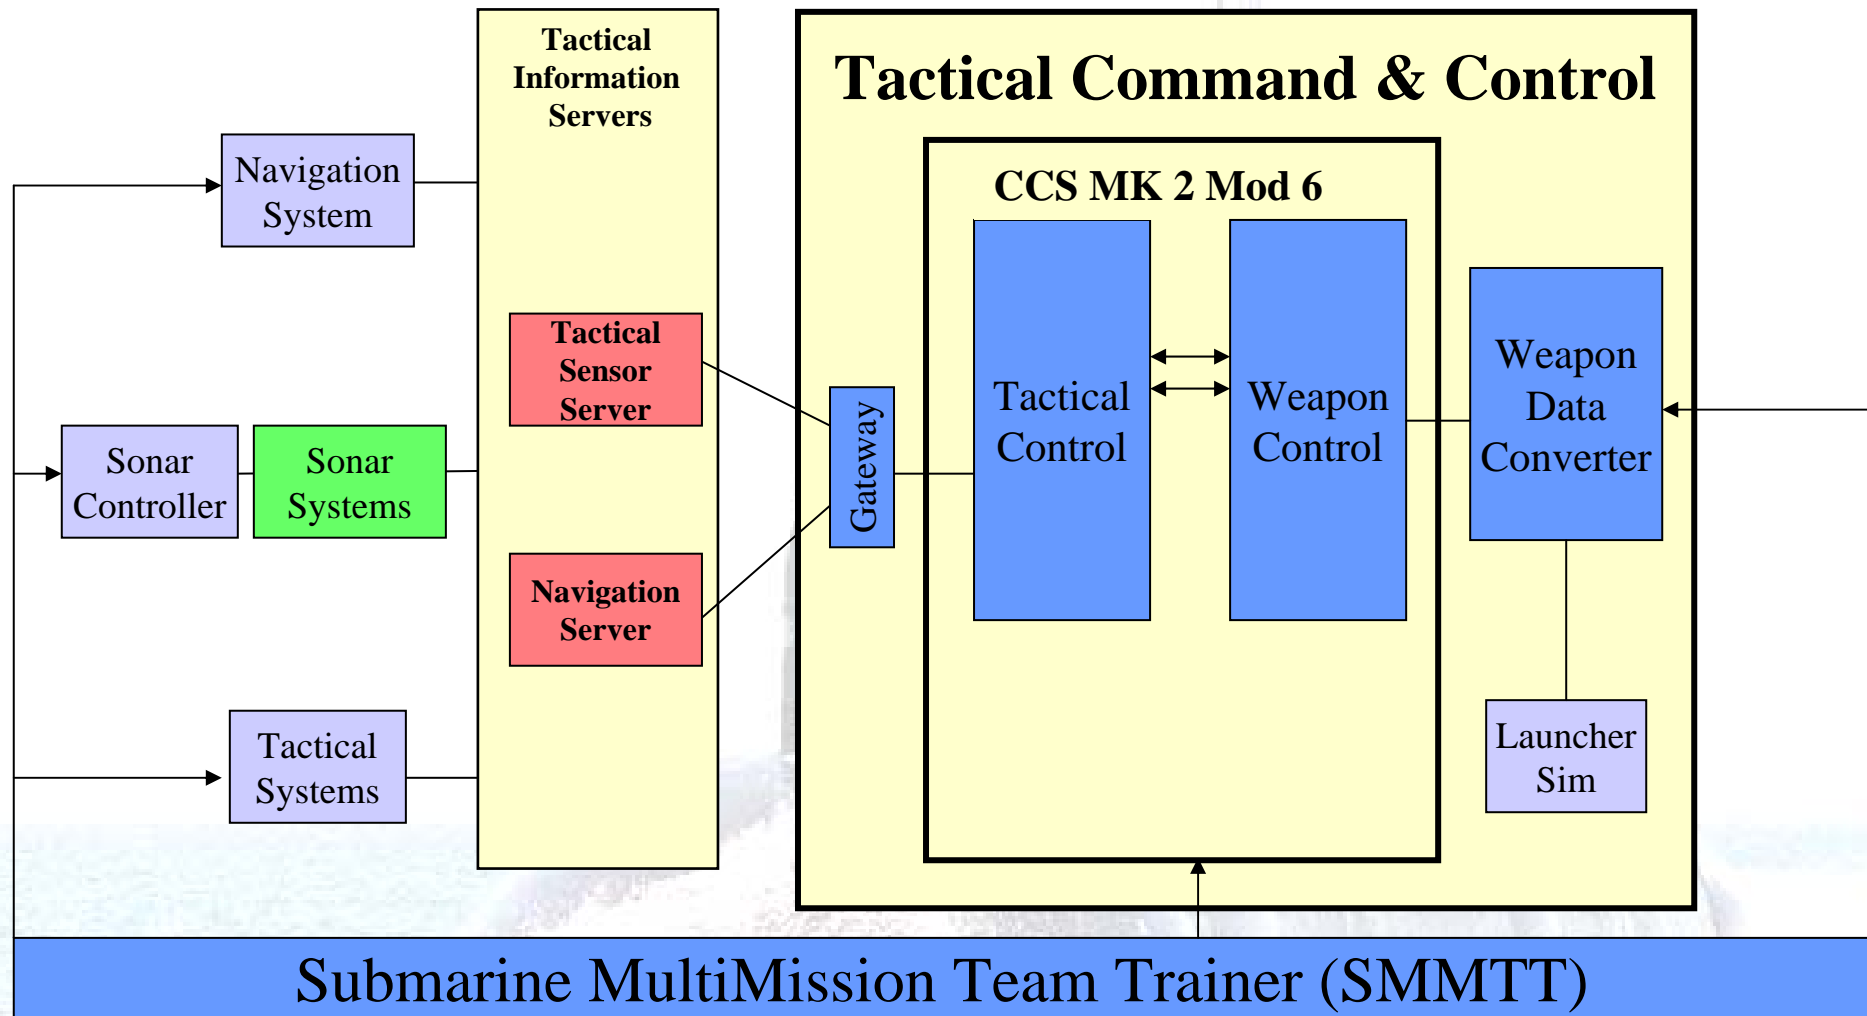 Tactical
Information
Servers
Tactical Command & Control
CCS MK 2 Mod 6
Navigation
System
Tactical
Sensor
Server
Sonar
Controller
Sonar
Systems
Gateway
Tactical
Control
Weapon
Control
Weapon
Data
Converter
Navigation
Server
Tactical
Systems
Launcher
Sim
Submarine MultiMission Team Trainer (SMMTT)